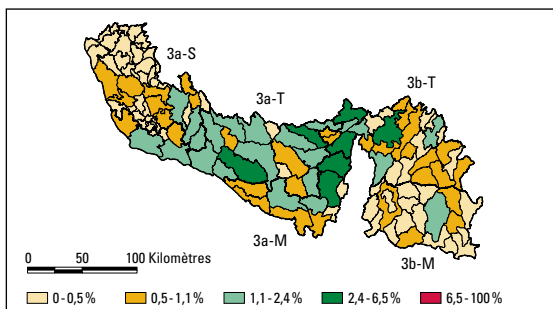 3a-S
3a-T
3b-T
3a-M
3b-M
0 50 100 Kilomètres
0-0,5 % 0,5-1,1 % 1,1-2,4 % 2,4-6,5 % 6,5-100 %